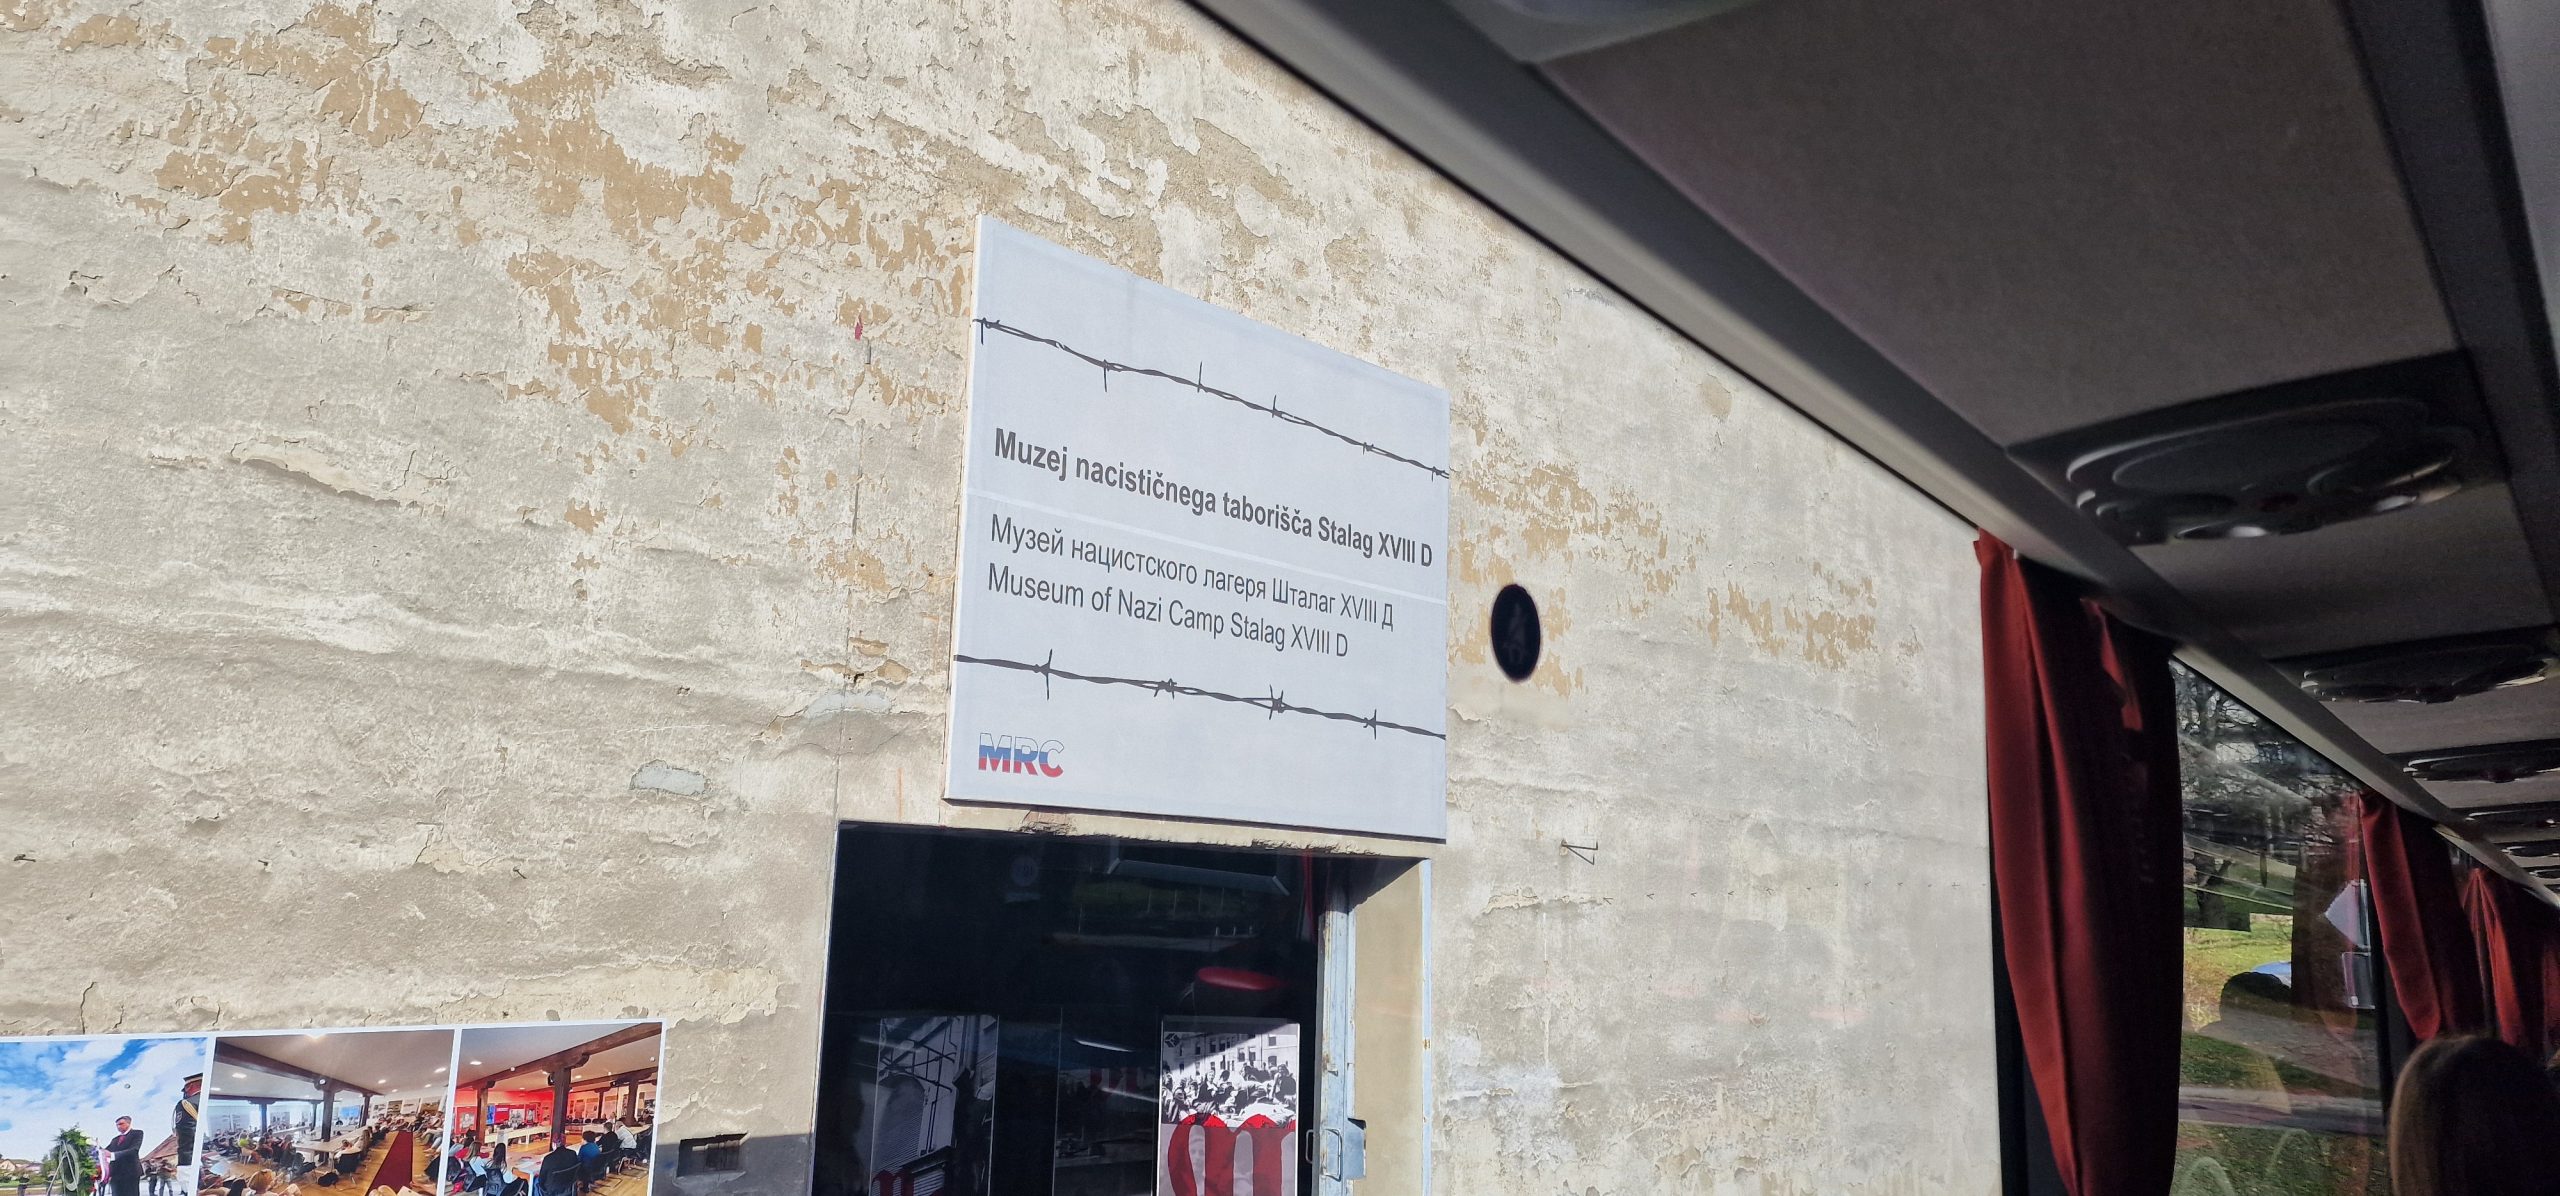 Muzej nacističnega taborišča Stalag XVIII D
Музей нацистского лагеря Шталаг XVIII Д
Museum of Nazi Camp Stalag XVIII D
MRC